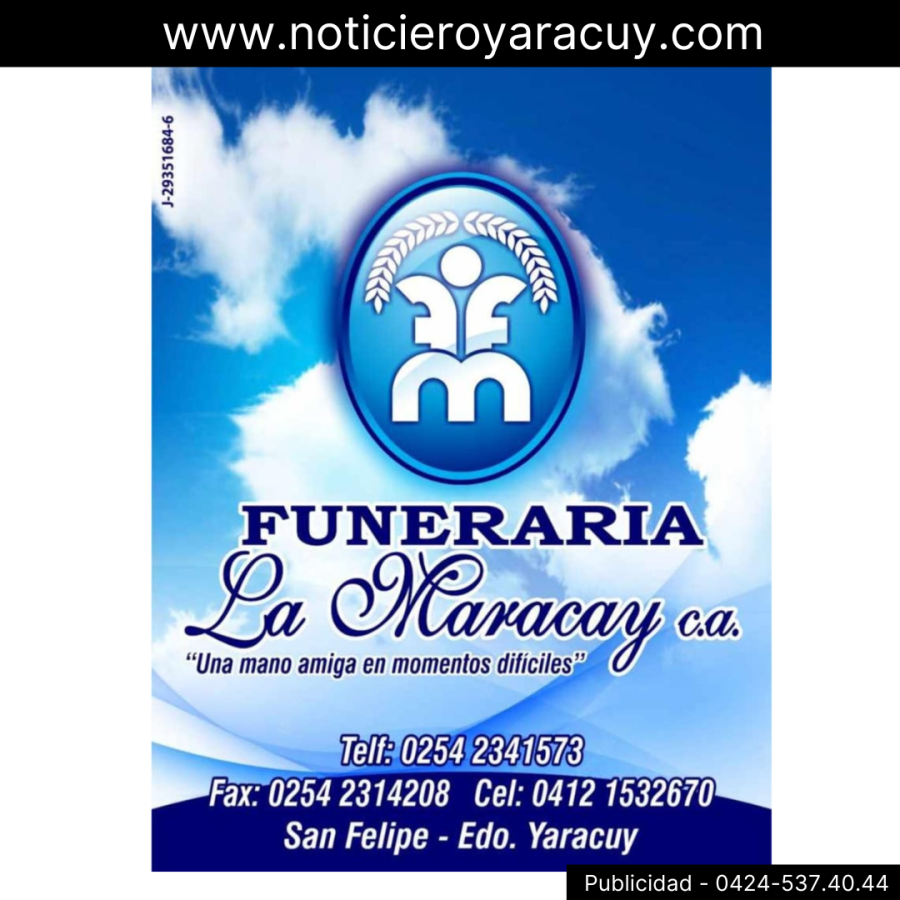 www.noticieroyaracuy.com
J-29351684-6
FUNERARIA
La Maracay c.a.
“Una mano amiga en momentos difíciles”
Telf: 0254 2341573
Fax: 0254 2314208 Cel: 0412 1532670
San Felipe - Edo. Yaracuy
Publicidad - 0424-537.40.44